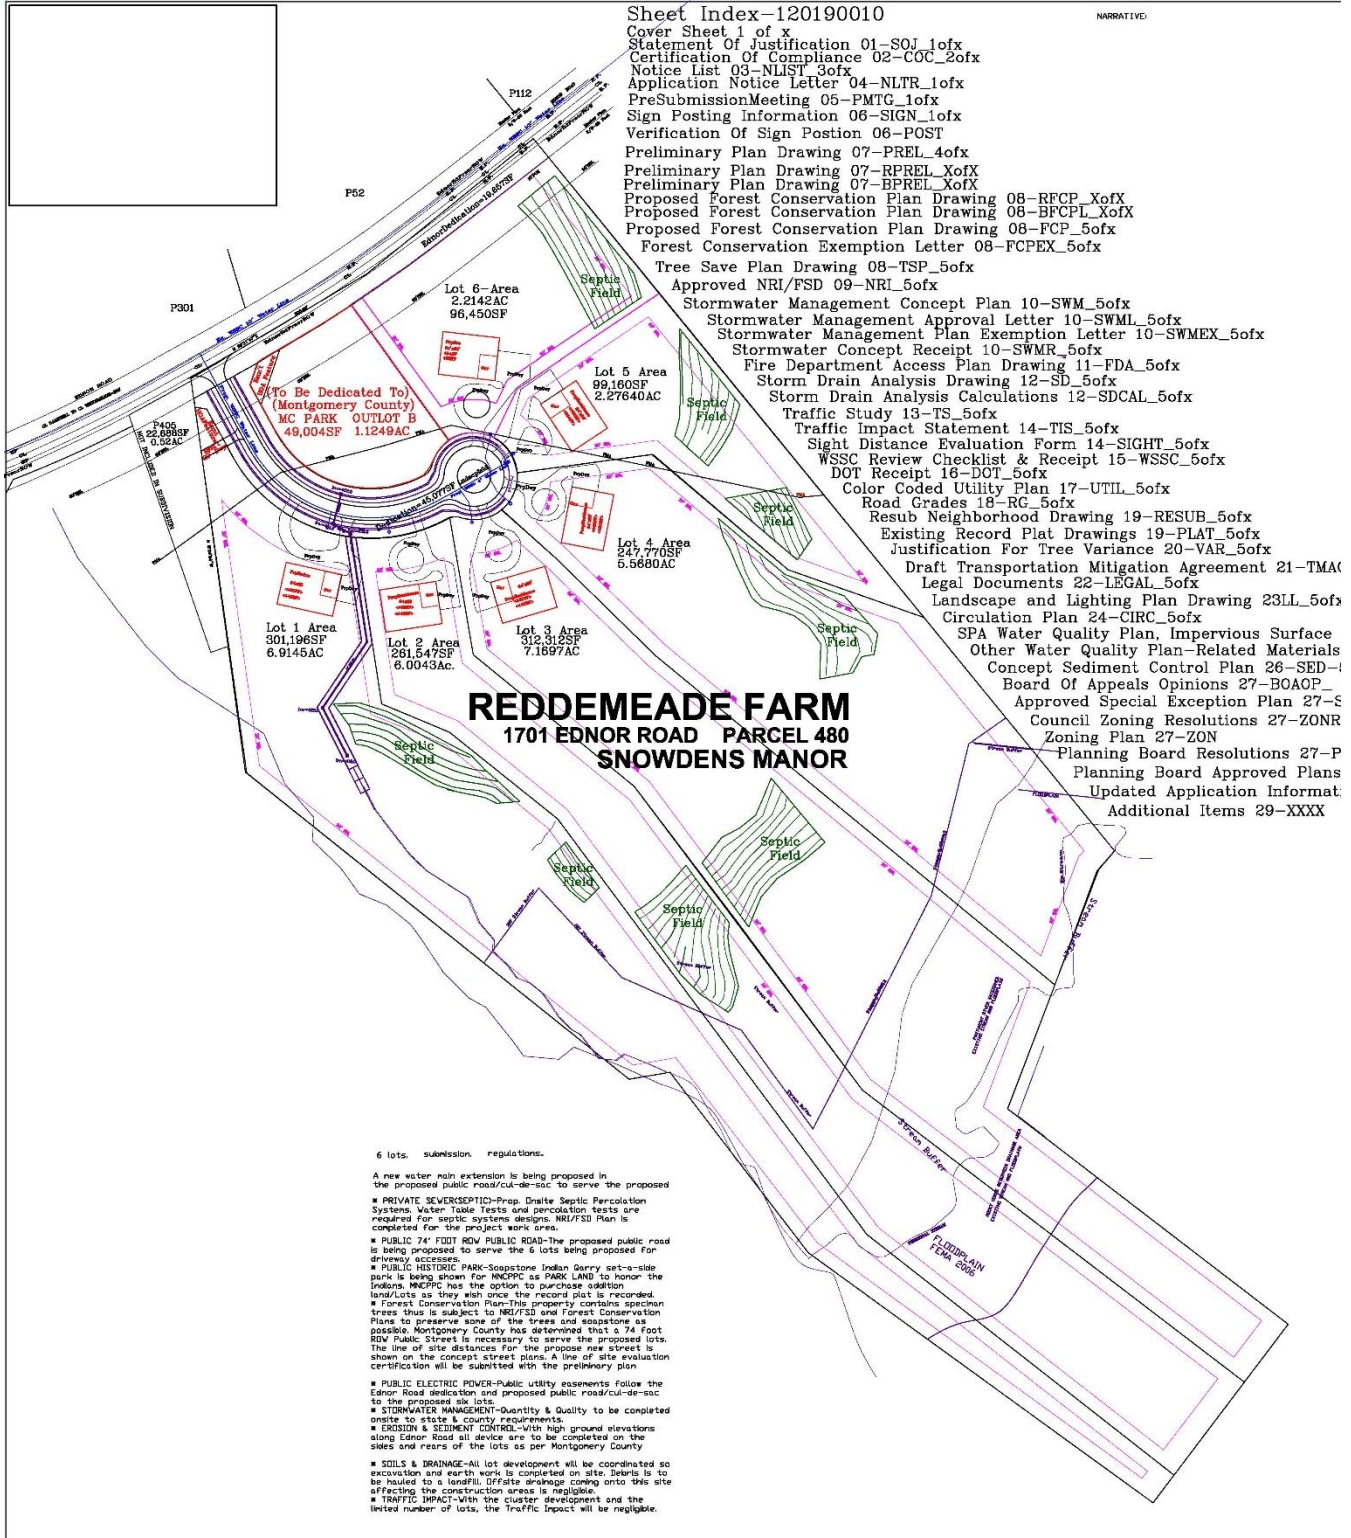 Sheet Index-120190010
NARRATIVE:
Cover Sheet 1 of x
Statement Of Justification 01-SOJ_1ofx
Certification Of Compliance 02-COC_2ofx
Notice List 03-NLIST_3ofx
Application Notice Letter 04-NLTR_1ofx
PreSubmissionMeeting 05-PMTG_1ofx
Sign Posting Information 06-SIGN_1ofx
Verification Of Sign Postion 06-POST
Preliminary Plan Drawing 07-PREL_4ofx
Preliminary Plan Drawing 07-RPREL_XofX
Preliminary Plan Drawing 07-BPREL_XofX
Proposed Forest Conservation Plan Drawing 08-RFCP_XofX
Proposed Forest Conservation Plan Drawing 08-BFCPL_XofX
Proposed Forest Conservation Plan Drawing 08-FCP_5ofx
Forest Conservation Exemption Letter 08-FCPEX_5ofx
Tree Save Plan Drawing 08-TSP_5ofx
Approved NRI/FSD 09-NRI_5ofx
Stormwater Management Concept Plan 10-SWM_5ofx
Stormwater Management Approval Letter 10-SWML_5ofx
Stormwater Management Plan Exemption Letter 10-SWMEX_5ofx
Stormwater Concept Receipt 10-SWMR_5ofx
Fire Department Access Plan Drawing 11-FDA_5ofx
Storm Drain Analysis Drawing 12-SD_5ofx
Storm Drain Analysis Calculations 12-SDCAL_5ofx
Traffic Study 13-TS_5ofx
Traffic Impact Statement 14-TIS_5ofx
Sight Distance Evaluation Form 14-SIGHT_5ofx
WSSC Review Checklist & Receipt 15-WSSC_5ofx
DOT Receipt 16-DOT_5ofx
Color Coded Utility Plan 17-UTIL_5ofx
Road Grades 18-RG_5ofx
Resub Neighborhood Drawing 19-RESUB_5ofx
Existing Record Plat Drawings 19-PLAT_5ofx
Justification For Tree Variance 20-VAR_5ofx
Draft Transportation Mitigation Agreement 21-TMA
Legal Documents 22-LEGAL_5ofx
Landscape and Lighting Plan Drawing 23LL_5ofx
Circulation Plan 24-CIRC_5ofx
SPA Water Quality Plan, Impervious Surface
Other Water Quality Plan-Related Materials
Concept Sediment Control Plan 26-SED-
Board Of Appeals Opinions 27-BOAOP_
Approved Special Exception Plan 27-S
Council Zoning Resolutions 27-ZONR
Zoning Plan 27-ZON
Planning Board Resolutions 27-P
Planning Board Approved Plans
Updated Application Informati
Additional Items 29-XXXX
P112
P52
P301
EdnorDedication=19,657SF
Septic
Field
Lot 6-Area
2.2142AC
96,450SF
Lot 5 Area
99,160SF
2.27640AC
Septic
Field
(To Be Dedicated To)
(Montgomery County)
MC PARK OUTLOT B
49,004SF 1.1249AC
P405
22,688SF
0.52AC
NOT INCLUDED IN SUBDIVISION
Dedication=45,077SF
Septic
Field
Lot 4 Area
247,770SF
5.5680AC
Lot 1 Area
301,196SF
6.9145AC
Lot 2 Area
261,547SF
6.0043Ac.
Lot 3 Area
312,312SF
7.1697AC
Septic
Field
REDDEMEADE FARM
1701 EDNOR ROAD PARCEL 480
SNOWDENS MANOR
Septic
Field
Septic
Field
Septic
Field
Septic
Field
Stream Buffer
Stream Buffer
FLOODPLAIN
FEMA 2006
6 lots. submission. regulations.
A new water main extension is being proposed in
the proposed public road/cul-de-sac to serve the proposed
* PRIVATE SEWER(SEPTIC)-Prop. Onsite Septic Percolation
Systems. Water Table Tests and percolation tests are
required for septic systems designs. NRI/FSD Plan is
completed for the project work area.
* PUBLIC 74' FOOT ROW PUBLIC ROAD-The proposed public road
is being proposed to serve the 6 lots being proposed for
driveway accesses.
* PUBLIC HISTORIC PARK-Soapstone Indian Qarry set-a-side
park is being shown for MNCPPC as PARK LAND to honor the
Indians. MNCPPC has the option to purchase addition
land/Lots as they wish once the record plat is recorded.
* Forest Conservation Plan-This property contains speciman
trees thus is subject to NRI/FSD and Forest Conservation
Plans to preserve some of the trees and soapstone as
possible. Montgomery County has determined that a 74 foot
ROW Public Street is necessary to serve the proposed lots.
The line of site distances for the propose new street is
shown on the concept street plans. A line of site evaluation
certification will be submitted with the preliminary plan
* PUBLIC ELECTRIC POWER-Public utility easements follow the
Ednor Road dedication and proposed public road/cul-de-sac
to the proposed six lots.
* STORMWATER MANAGEMENT-Quantity & Quality to be completed
onsite to state & county requirements.
* EROSION & SEDIMENT CONTROL-With high ground elevations
along Ednor Road all device are to be completed on the
sides and rears of the lots as per Montgomery County
* SOILS & DRAINAGE-All lot development will be coordinated so
excavation and earth work is completed on site. Debris is to
be hauled to a landfill. Offsite drainage coming onto this site
affecting the construction areas is negligible.
* TRAFFIC IMPACT-With the cluster development and the
limited number of lots, the Traffic Impact will be negligible.